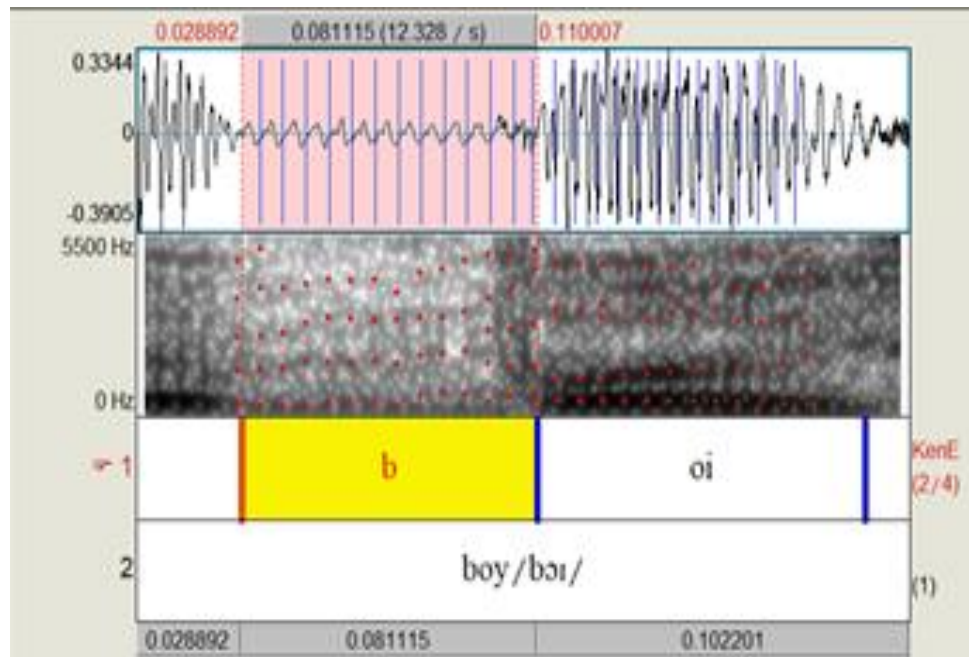 0.028892 0.081115 (12.328 / s) 0.110007
0.3344
0
-0.3905
5500 Hz
0 Hz
1 b oi KenE
(2/4)
2 boy /bɔɪ/ (1)
0.028892 0.081115 0.102201